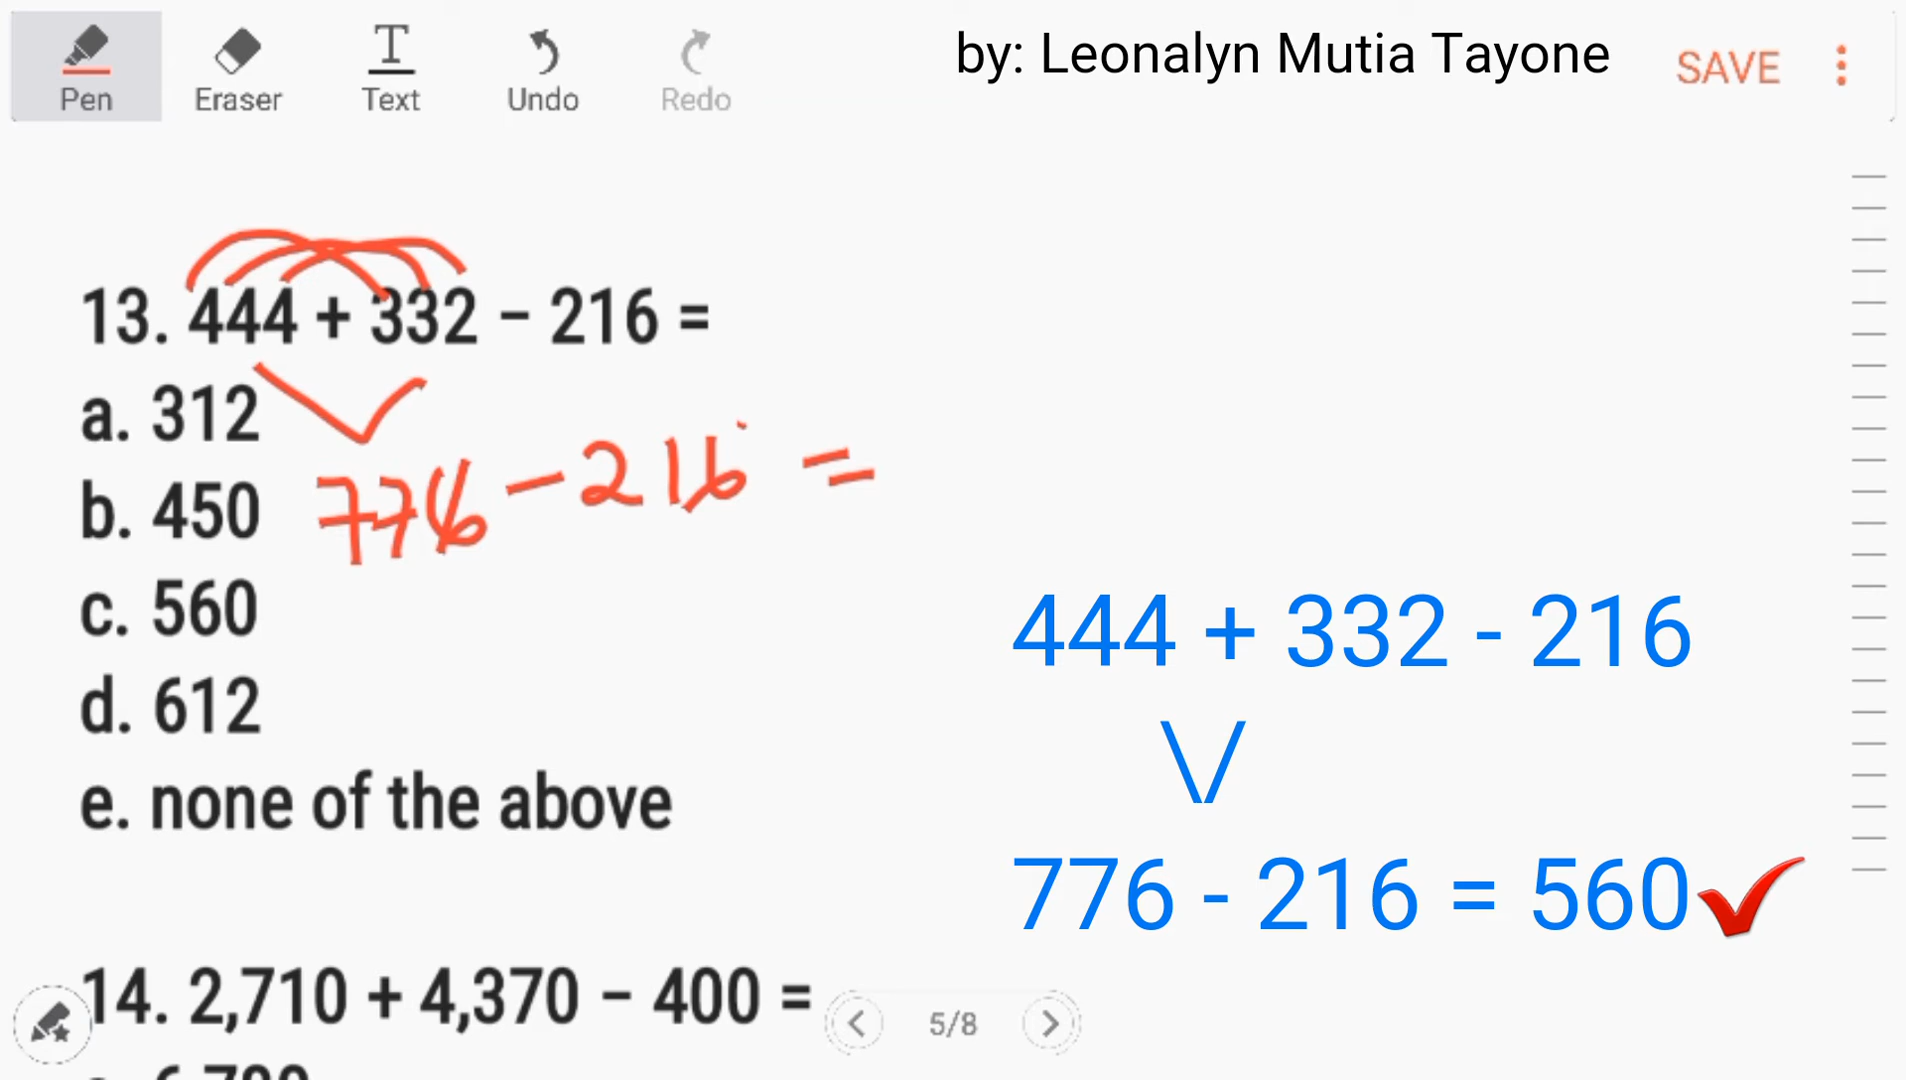 by: Leonalyn Mutia Tayone
SAVE
Pen
Eraser
Text
Undo
Redo
13. 444 + 332 – 216 =
a. 312
b. 450
c. 560
d. 612
e. none of the above
776 – 216 =
444 + 332 - 216
\/
776 - 216 = 560
14. 2,710 + 4,370 – 400 =
5/8